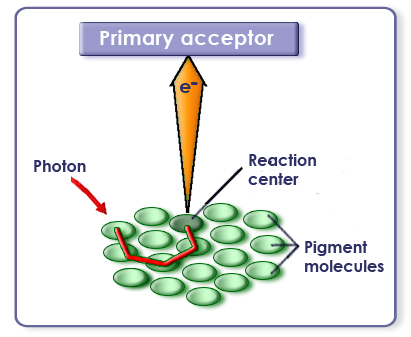 Primary acceptor
e-
Photon
Reaction
center
Pigment
molecules